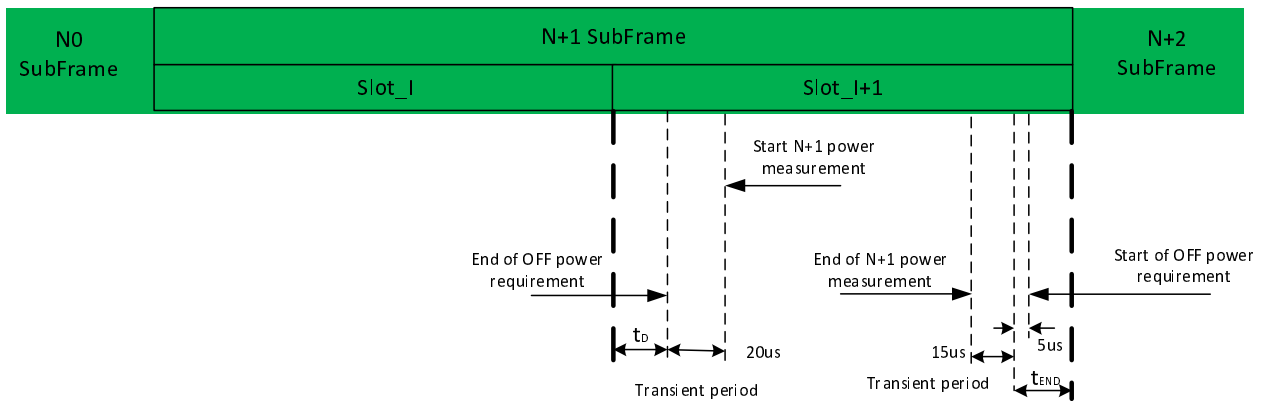 N0
SubFrame
N+1 SubFrame
N+2
SubFrame
Slot_I
Slot_I+1
Start N+1 power
measurement
End of OFF power
requirement
End of N+1 power
measurement
Start of OFF power
requirement
tD
20us
Transient period
15us
5us
Transient period
tEND